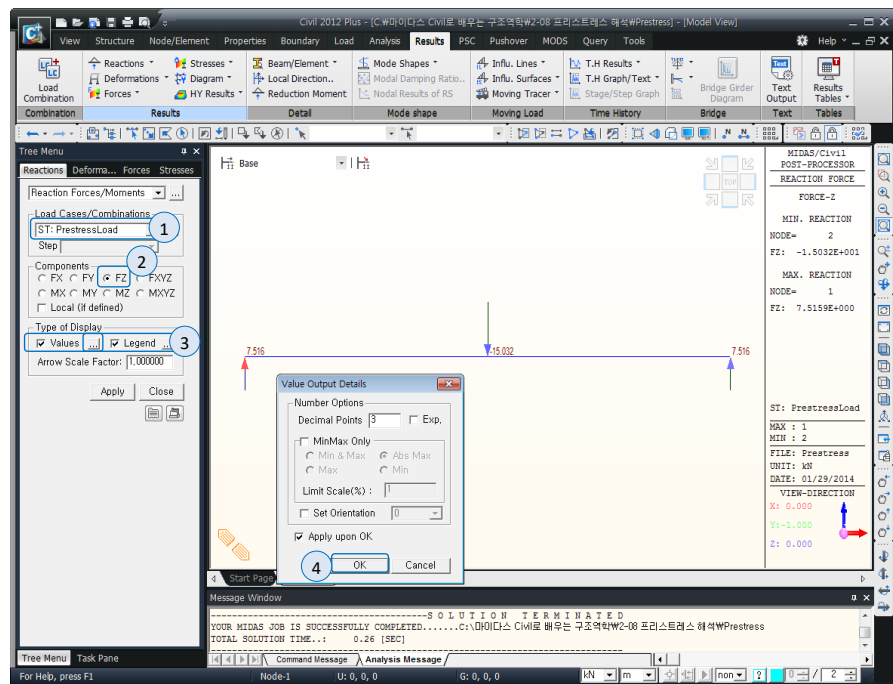 Civil 2012 Plus - [C:₩마이다스 Civil로 배우는 구조역학₩2-08 프리스트레스 해석₩Prestress] - [Model View]
View Structure Node/Element Properties Boundary Load Analysis Results PSC Pushover MODS Query Tools Help
Load Combination
Reactions
Deformations
Forces
Stresses
Diagram
HY Results
Beam/Element
Local Direction..
Reduction Moment
Mode Shapes
Modal Damping Ratio..
Nodal Results of RS
Influ. Lines
Influ. Surfaces
Moving Tracer
T.H Results
T.H Graph/Text
Stage/Step Graph
Bridge Girder Diagram
Text Output
Results Tables
Combination Results Detail Mode shape Moving Load Time History Bridge Text Tables
Tree Menu
Reactions Deforma... Forces Stresses
Reaction Forces/Moments ...
Load Cases/Combinations
ST: PrestressLoad
1
Step
2
Components
FX FY FZ FXYZ
MX MY MZ MXYZ
Local (if defined)
Type of Display
Values ... Legend ...
3
Arrow Scale Factor: 1,000000
Apply Close
Tree Menu Task Pane
Base
TOP
7.516
-15.032
7.516
Value Output Details
Number Options
Decimal Points 3 Exp,
MinMax Only
Min & Max Abs Max
Max Min
Limit Scale(%) : 1
Set Orientation 0
Apply upon OK
4
OK Cancel
MIDAS/Civil
POST-PROCESSOR
REACTION FORCE
FORCE-Z
MIN. REACTION
NODE= 2
FZ: -1.5032E+001
MAX. REACTION
NODE= 1
FZ: 7.5159E+000
ST: PrestressLoad
MAX : 1
MIN : 2
FILE: Prestress
UNIT: kN
DATE: 01/29/2014
VIEW-DIRECTION
X: 0.000
Y:-1.000
Z: 0.000
Start Page
Message Window
S O L U T I O N T E R M I N A T E D
YOUR MIDAS JOB IS SUCCESSFULLY COMPLETED.......C:₩마이다스 Civil로 배우는 구조역학₩2-08 프리스트레스 해석₩Prestress
TOTAL SOLUTION TIME..: 0.26 [SEC]
Command Message Analysis Message
For Help, press F1 Node-1 U: 0, 0, 0 G: 0, 0, 0 kN m non ? 0 / 2